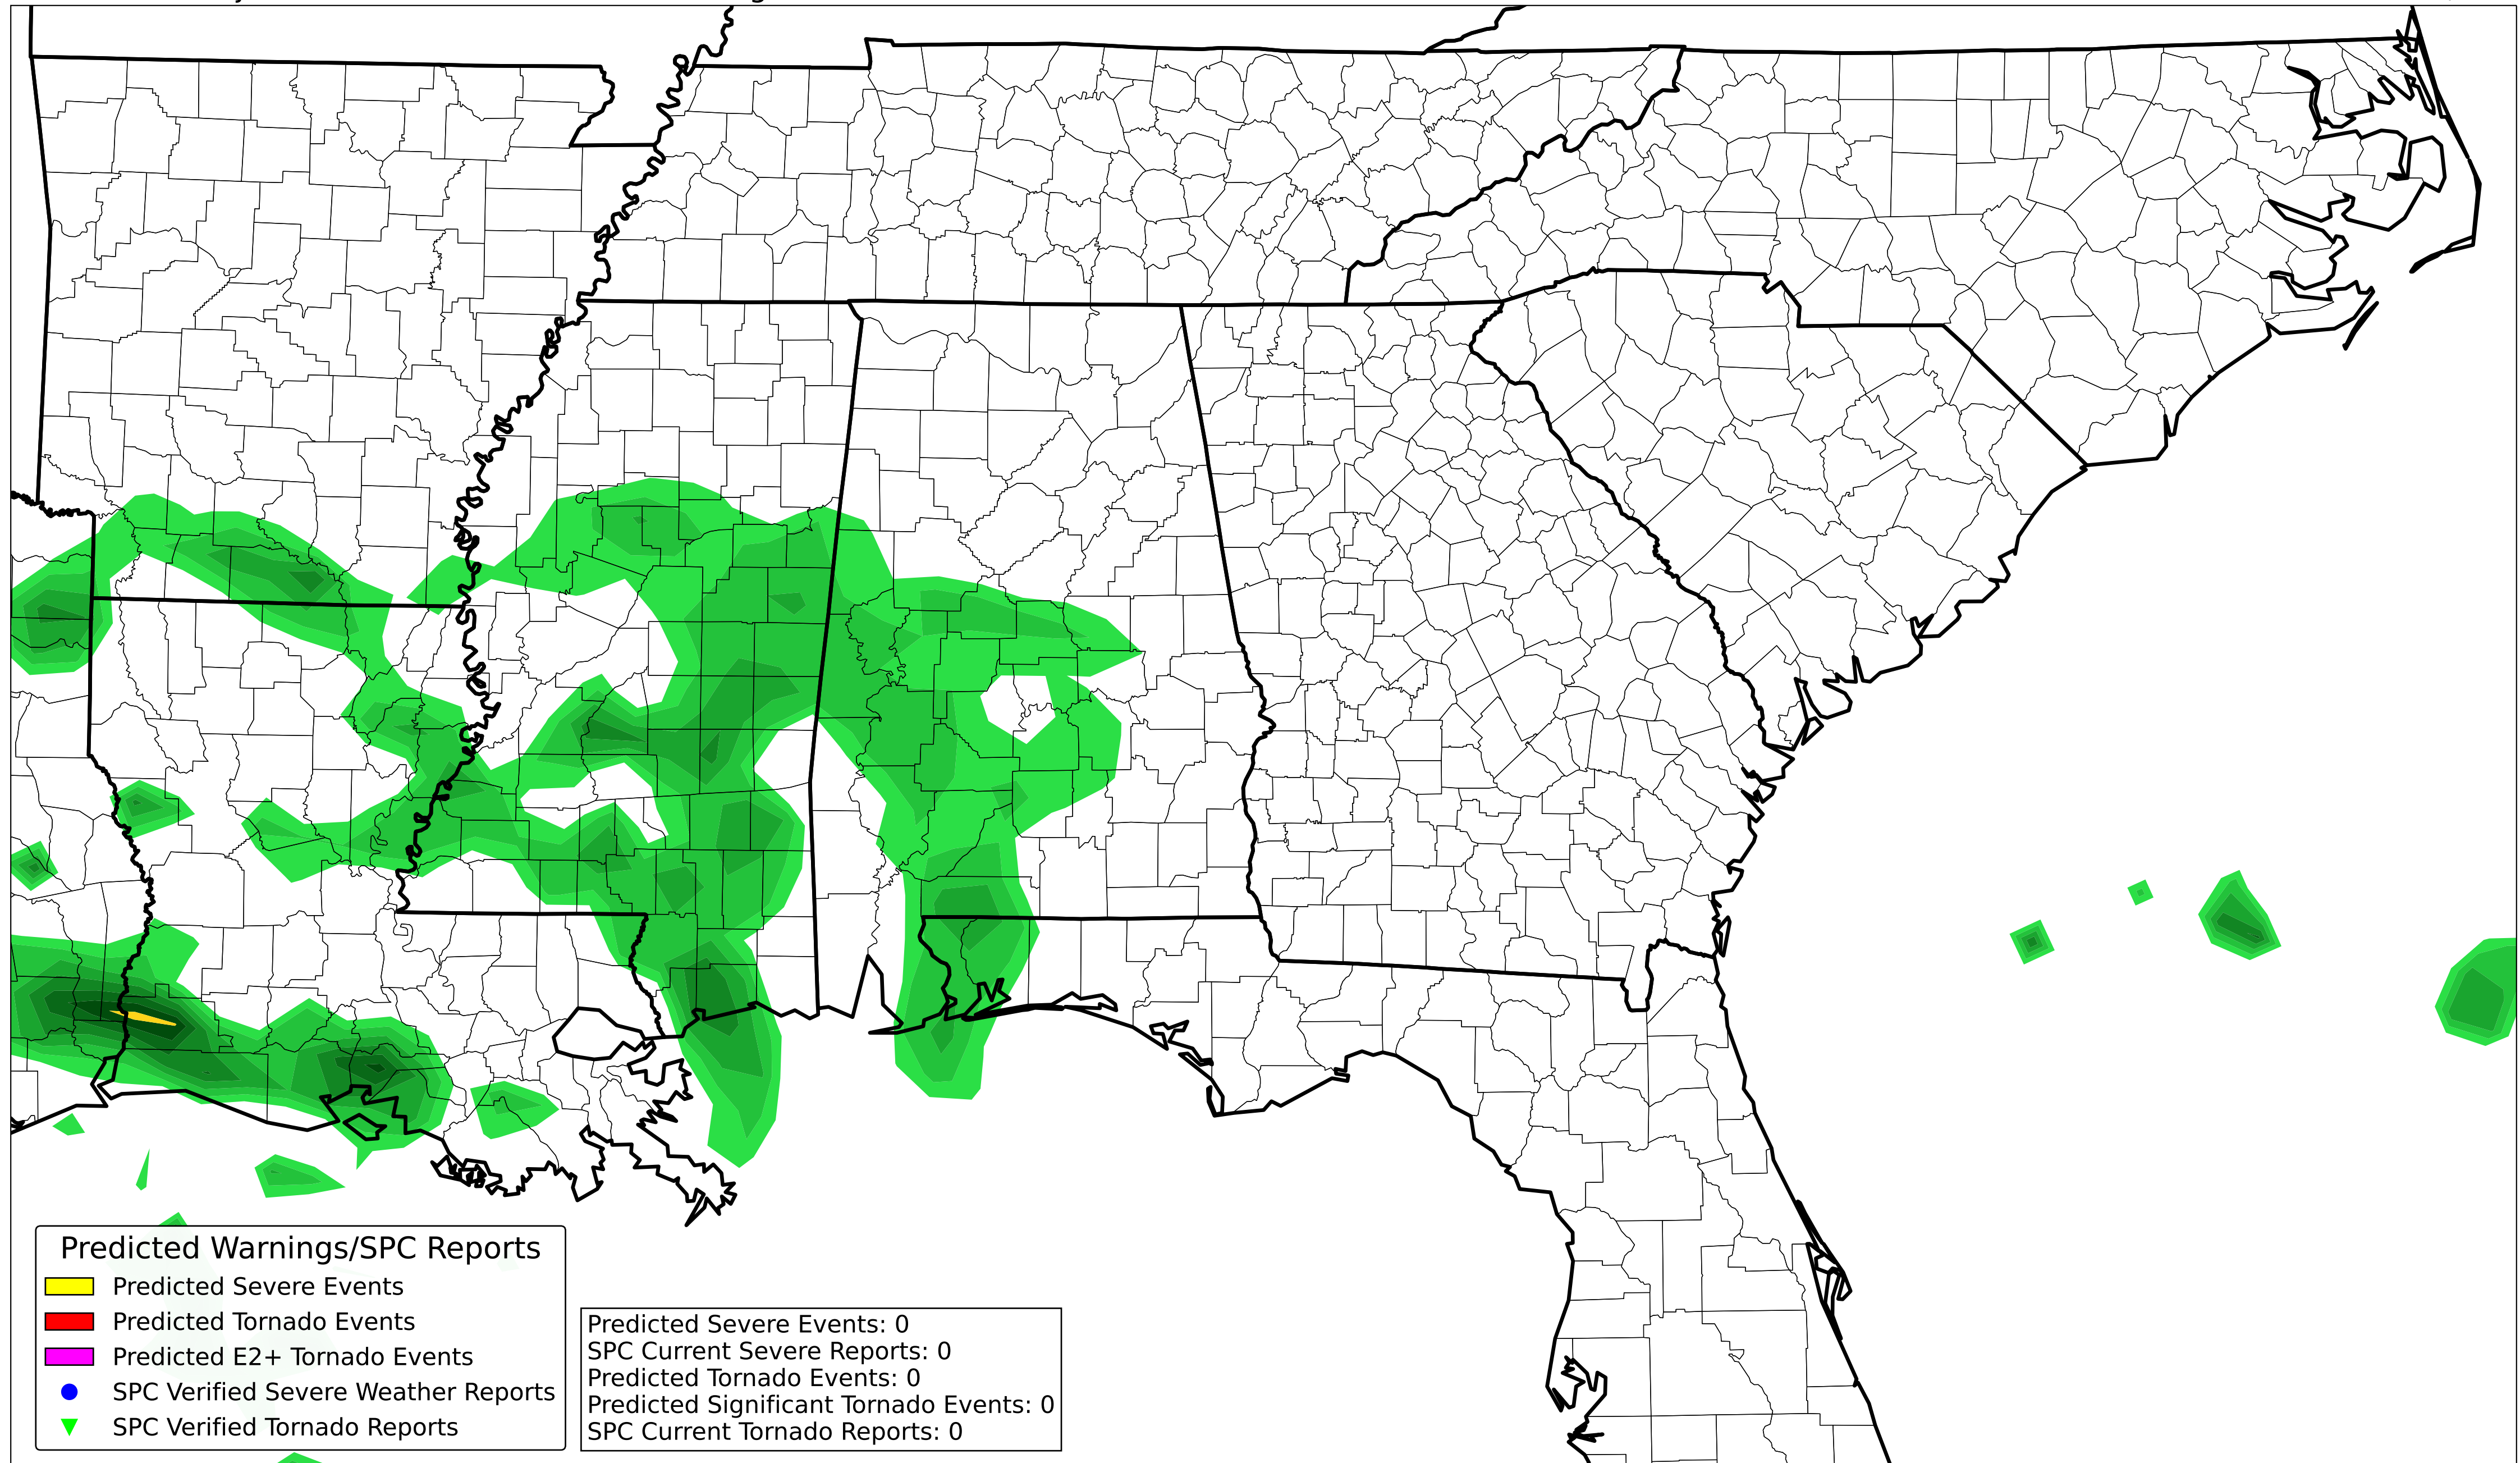 Predicted Warnings/SPC Reports
Predicted Severe Events
Predicted Tornado Events
Predicted E2+ Tornado Events
SPC Verified Severe Weather Reports
SPC Verified Tornado Reports
Predicted Severe Events: 0
SPC Current Severe Reports: 0
Predicted Tornado Events: 0
Predicted Significant Tornado Events: 0
SPC Current Tornado Reports: 0